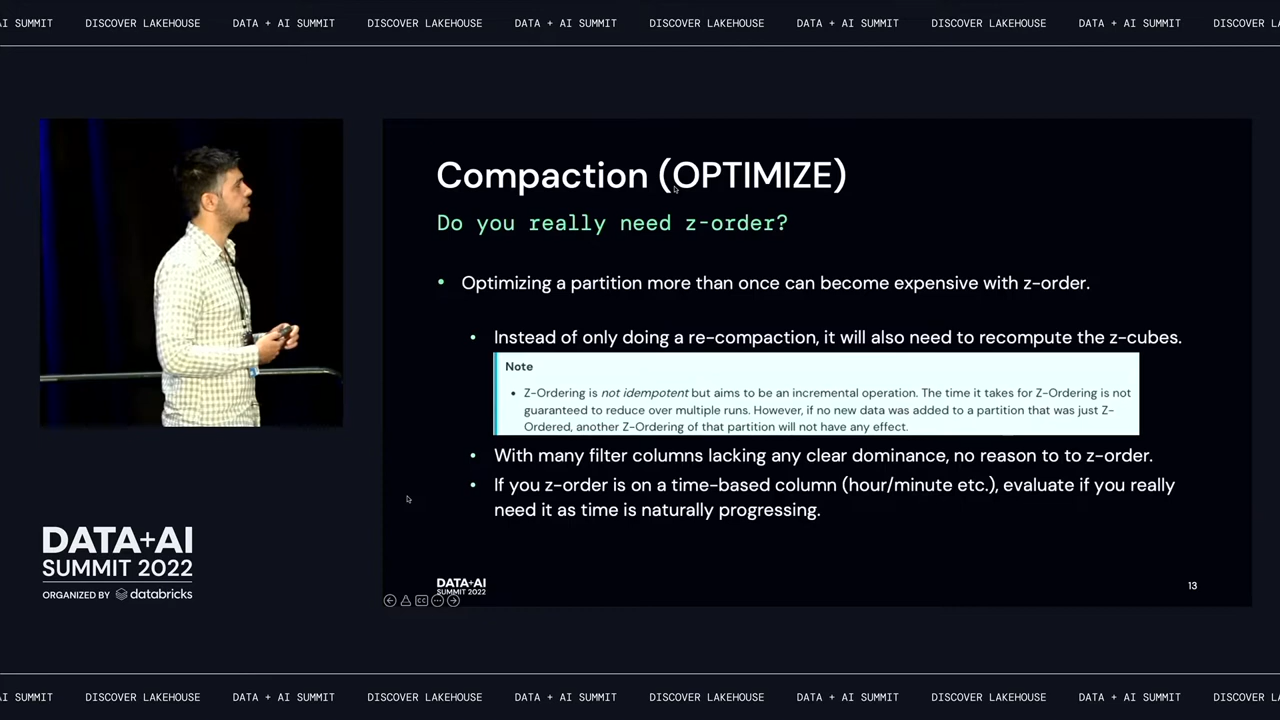 AI SUMMIT DISCOVER LAKEHOUSE DATA + AI SUMMIT DISCOVER LAKEHOUSE DATA + AI SUMMIT DISCOVER LAKEHOUSE DATA + AI SUMMIT DISCOVER LAKEHOUSE DATA + AI SUMMIT DISCOVER L
Compaction (OPTIMIZE)
Do you really need z-order?
• Optimizing a partition more than once can become expensive with z-order.
• Instead of only doing a re-compaction, it will also need to recompute the z-cubes.
Note
• Z-Ordering is not idempotent but aims to be an incremental operation. The time it takes for Z-Ordering is not
guaranteed to reduce over multiple runs. However, if no new data was added to a partition that was just Z-
Ordered, another Z-Ordering of that partition will not have any effect.
• With many filter columns lacking any clear dominance, no reason to to z-order.
• If you z-order is on a time-based column (hour/minute etc.), evaluate if you really
need it as time is naturally progressing.
DATA+AI
SUMMIT 2022
13
CC
DATA+AI
SUMMIT 2022
ORGANIZED BY databricks
AI SUMMIT DISCOVER LAKEHOUSE DATA + AI SUMMIT DISCOVER LAKEHOUSE DATA + AI SUMMIT DISCOVER LAKEHOUSE DATA + AI SUMMIT DISCOVER LAKEHOUSE DATA + AI SUMMIT DISCOVER L